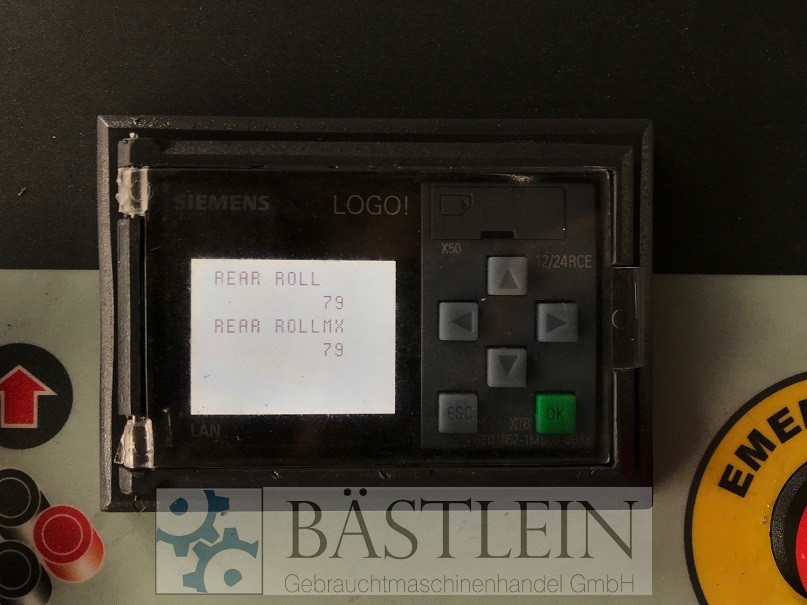 SIEMENS
LOGO!
X50
12/24RCE
REAR ROLL
79
REAR ROLLMX
79
ESC
OK
LAN
EME
BÄSTLEIN
Gebrauchtmaschinenhandel GmbH